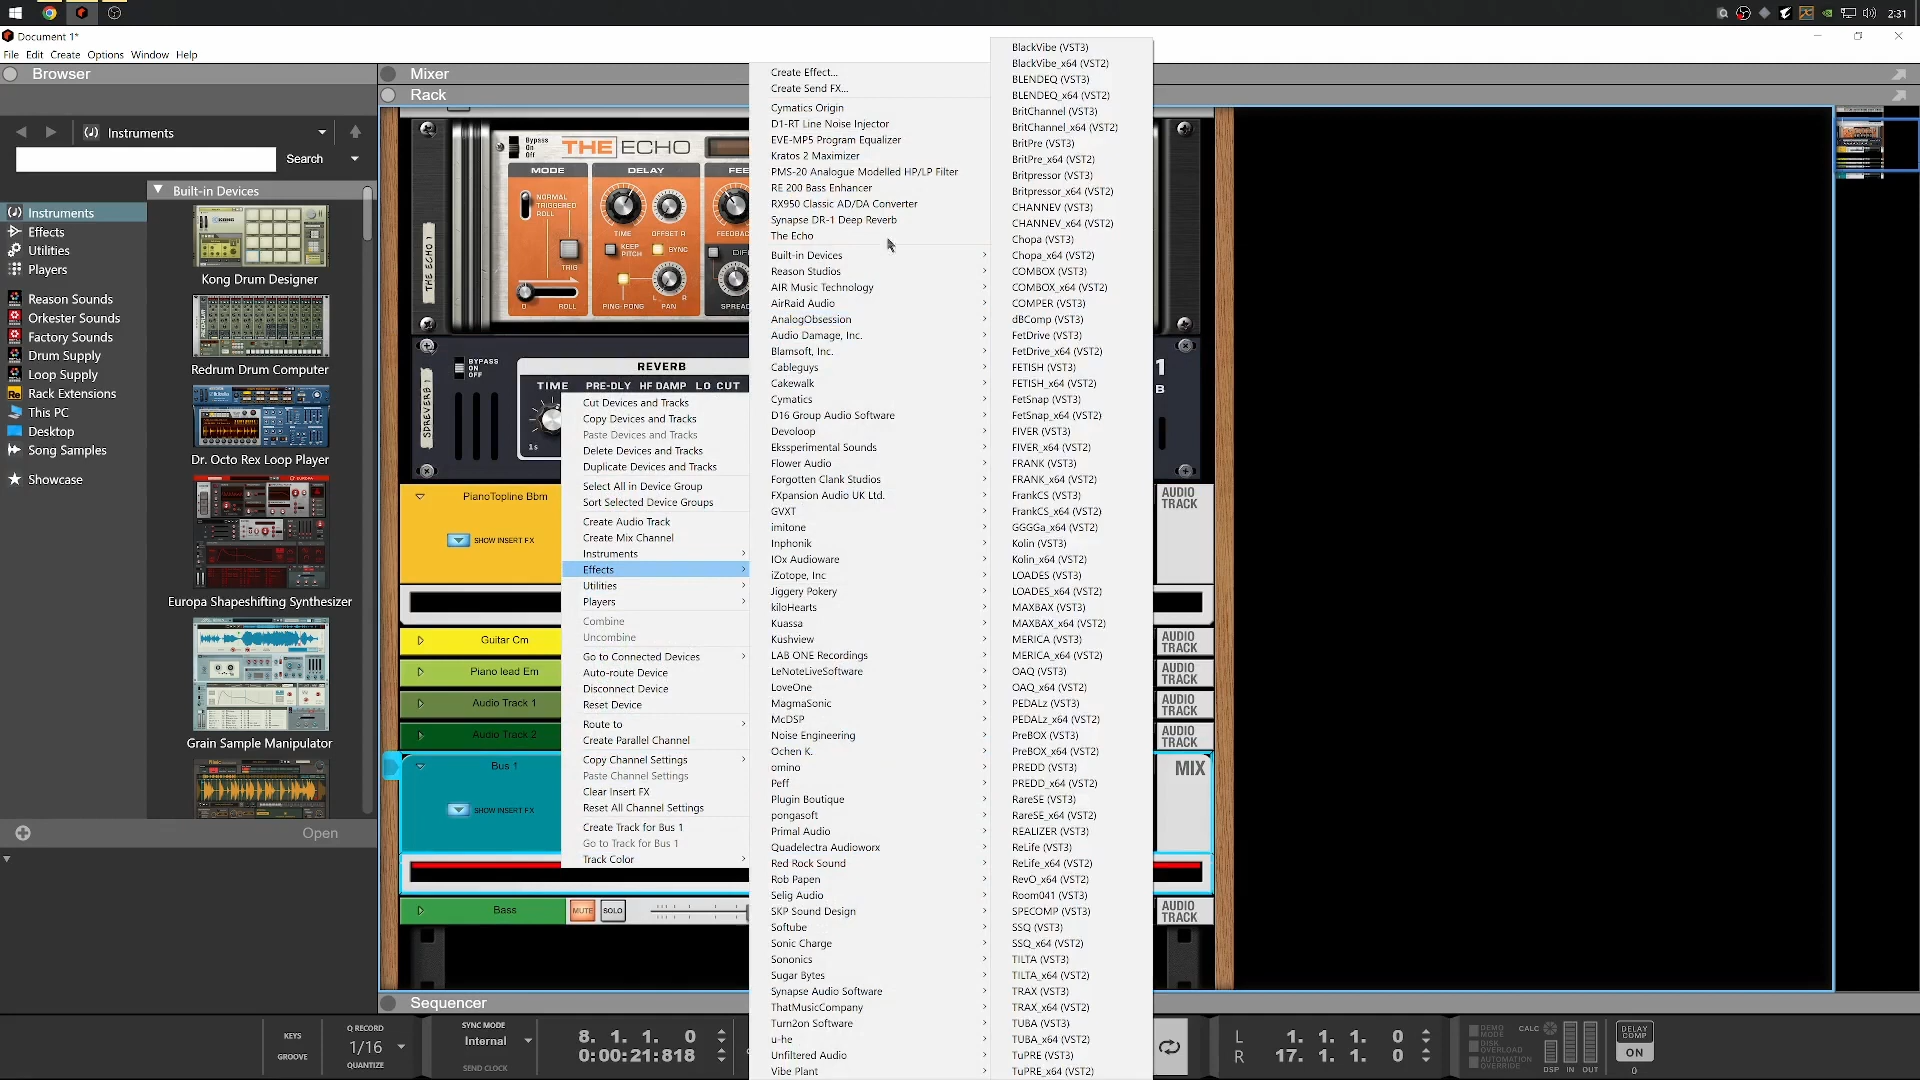 2:31
Document 1*
File Edit Create Options Window Help
Browser
Instruments
Search
Built-in Devices
Instruments
Effects
Utilities
Players
Reason Sounds
Orkester Sounds
Factory Sounds
Drum Supply
Loop Supply
Rack Extensions
This PC
Desktop
Song Samples
Showcase
Kong Drum Designer
Redrum Drum Computer
Dr. Octo Rex Loop Player
Europa Shapeshifting Synthesizer
Grain Sample Manipulator
Open
Mixer
Rack
Bypass
On
Off
THE ECHO
MODE
DELAY
NORMAL
TRIGGERED
ROLL
TIME
OFFSET R
KEEP PITCH
SYNC
TRIG
0
ROLL
PING-PONG
L
R
PAN
SPREAD
THE ECHO 1
BYPASS
ON
OFF
REVERB
TIME PRE-DLY HF DAMP LO CUT
1s
SPREVERB 1
PianoTopline Bbm
SHOW INSERT FX
AUDIO TRACK
Guitar Cm
AUDIO TRACK
Piano lead Em
AUDIO TRACK
Audio Track 1
AUDIO TRACK
Audio Track 2
AUDIO TRACK
Bus 1
SHOW INSERT FX
MIX
Bass
MUTE
SOLO
AUDIO TRACK
Cut Devices and Tracks
Copy Devices and Tracks
Paste Devices and Tracks
Delete Devices and Tracks
Duplicate Devices and Tracks
Select All in Device Group
Sort Selected Device Groups
Create Audio Track
Create Mix Channel
Instruments
Effects
Utilities
Players
Combine
Uncombine
Go to Connected Devices
Auto-route Device
Disconnect Device
Reset Device
Route to
Create Parallel Channel
Copy Channel Settings
Paste Channel Settings
Clear Insert FX
Reset All Channel Settings
Create Track for Bus 1
Go to Track for Bus 1
Track Color
Create Effect...
Create Send FX...
Cymatics Origin
D1-RT Line Noise Injector
EVE-MP5 Program Equalizer
Kratos 2 Maximizer
PMS-20 Analogue Modelled HP/LP Filter
RE 200 Bass Enhancer
RX950 Classic AD/DA Converter
Synapse DR-1 Deep Reverb
The Echo
Built-in Devices
Reason Studios
AIR Music Technology
AirRaid Audio
AnalogObsession
Audio Damage, Inc.
Blamsoft, Inc.
Cableguys
Cakewalk
Cymatics
D16 Group Audio Software
Devoloop
Ekssperimental Sounds
Flower Audio
Forgotten Clank Studios
FXpansion Audio UK Ltd.
GVXT
imitone
Inphonik
IOx Audioware
iZotope, Inc
Jiggery Pokery
kiloHearts
Kuassa
Kushview
LAB ONE Recordings
LeNoteLiveSoftware
LoveOne
MagmaSonic
McDSP
Noise Engineering
Ochen K.
omino
Peff
Plugin Boutique
pongasoft
Primal Audio
Quadelectra Audioworx
Red Rock Sound
Rob Papen
Selig Audio
SKP Sound Design
Softube
Sonic Charge
Sononics
Sugar Bytes
Synapse Audio Software
ThatMusicCompany
Turn2on Software
u-he
Unfiltered Audio
Vibe Plant
BlackVibe (VST3)
BlackVibe_x64 (VST2)
BLENDEQ (VST3)
BLENDEQ_x64 (VST2)
BritChannel (VST3)
BritChannel_x64 (VST2)
BritPre (VST3)
BritPre_x64 (VST2)
Britpressor (VST3)
Britpressor_x64 (VST2)
CHANNEV (VST3)
CHANNEV_x64 (VST2)
Chopa (VST3)
Chopa_x64 (VST2)
COMBOX (VST3)
COMBOX_x64 (VST2)
COMPER (VST3)
dBComp (VST3)
FetDrive (VST3)
FetDrive_x64 (VST2)
FETISH (VST3)
FETISH_x64 (VST2)
FetSnap (VST3)
FetSnap_x64 (VST2)
FIVER (VST3)
FIVER_x64 (VST2)
FRANK (VST3)
FRANK_x64 (VST2)
FrankCS (VST3)
FrankCS_x64 (VST2)
GGGGa_x64 (VST2)
Kolin (VST3)
Kolin_x64 (VST2)
LOADES (VST3)
LOADES_x64 (VST2)
MAXBAX (VST3)
MAXBAX_x64 (VST2)
MERICA (VST3)
MERICA_x64 (VST2)
OAQ (VST3)
OAQ_x64 (VST2)
PEDALz (VST3)
PEDALz_x64 (VST2)
PreBOX (VST3)
PreBOX_x64 (VST2)
PREDD (VST3)
PREDD_x64 (VST2)
RareSE (VST3)
RareSE_x64 (VST2)
REALIZER (VST3)
ReLife (VST3)
ReLife_x64 (VST2)
RevO_x64 (VST2)
Room041 (VST3)
SPECOMP (VST3)
SSQ (VST3)
SSQ_x64 (VST2)
TILTA (VST3)
TILTA_x64 (VST2)
TRAX (VST3)
TRAX_x64 (VST2)
TUBA (VST3)
TUBA_x64 (VST2)
TuPRE (VST3)
TuPRE_x64 (VST2)
Sequencer
KEYS
GROOVE
Q RECORD
1/16
QUANTIZE
SYNC MODE
Internal
SEND CLOCK
8. 1. 1. 0
0:00:21:818
L 1. 1. 1. 0
R 17. 1. 1. 0
DEMO MODE
DISK OVERLOAD
AUTOMATION OVERRIDE
CALC
DSP IN OUT
DELAY COMP
ON
0